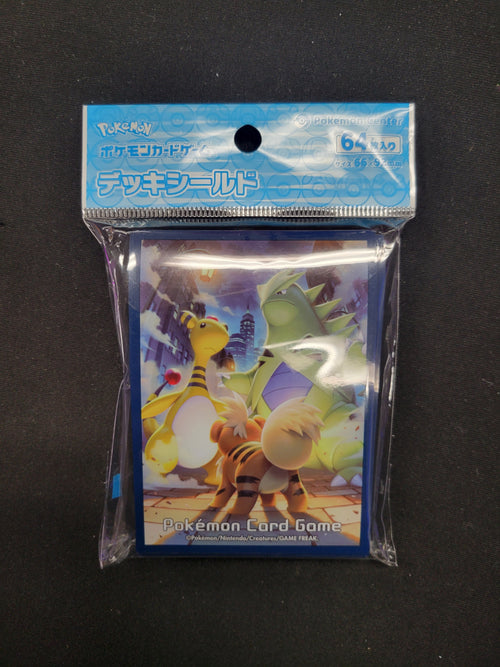 POKéMON
Pokémon Center
ポケモンカードゲーム
64枚入り
デッキシールド
Pokémon Card Game
©Pokémon/Nintendo/Creatures/GAME FREAK